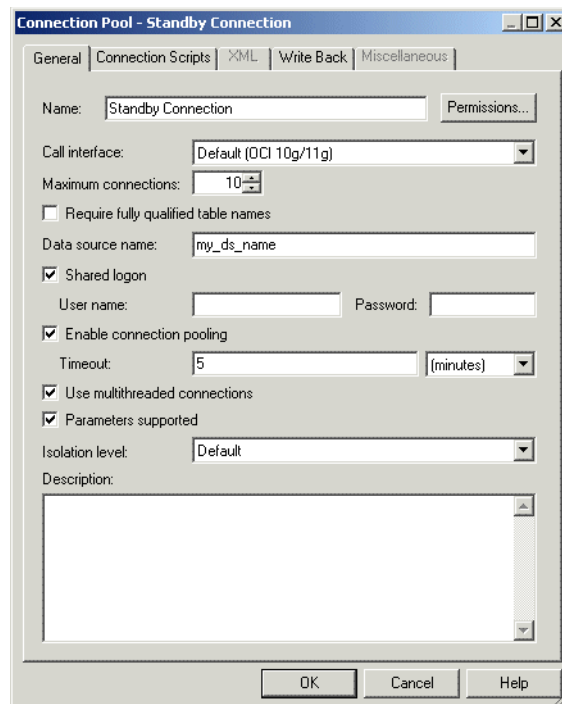 Connection Pool - Standby Connection
General Connection Scripts XML Write Back Miscellaneous
Name: Standby Connection Permissions...
Call interface: Default (OCI 10g/11g)
Maximum connections: 10
Require fully qualified table names
Data source name: my_ds_name
Shared logon
User name: Password:
Enable connection pooling
Timeout: 5 (minutes)
Use multithreaded connections
Parameters supported
Isolation level: Default
Description:
OK Cancel Help